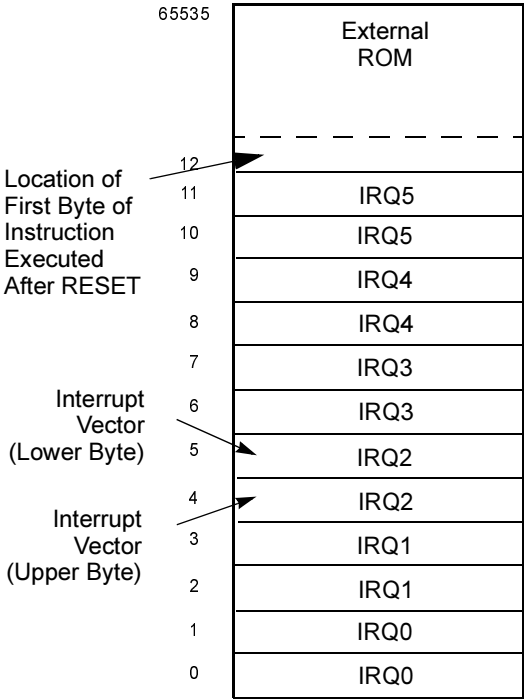 65535
External
ROM
12
Location of
First Byte of
Instruction
Executed
After RESET
11
IRQ5
10
IRQ5
9
IRQ4
8
IRQ4
7
IRQ3
Interrupt
Vector
(Lower Byte)
6
IRQ3
5
IRQ2
4
IRQ2
Interrupt
Vector
(Upper Byte)
3
IRQ1
2
IRQ1
1
IRQ0
0
IRQ0